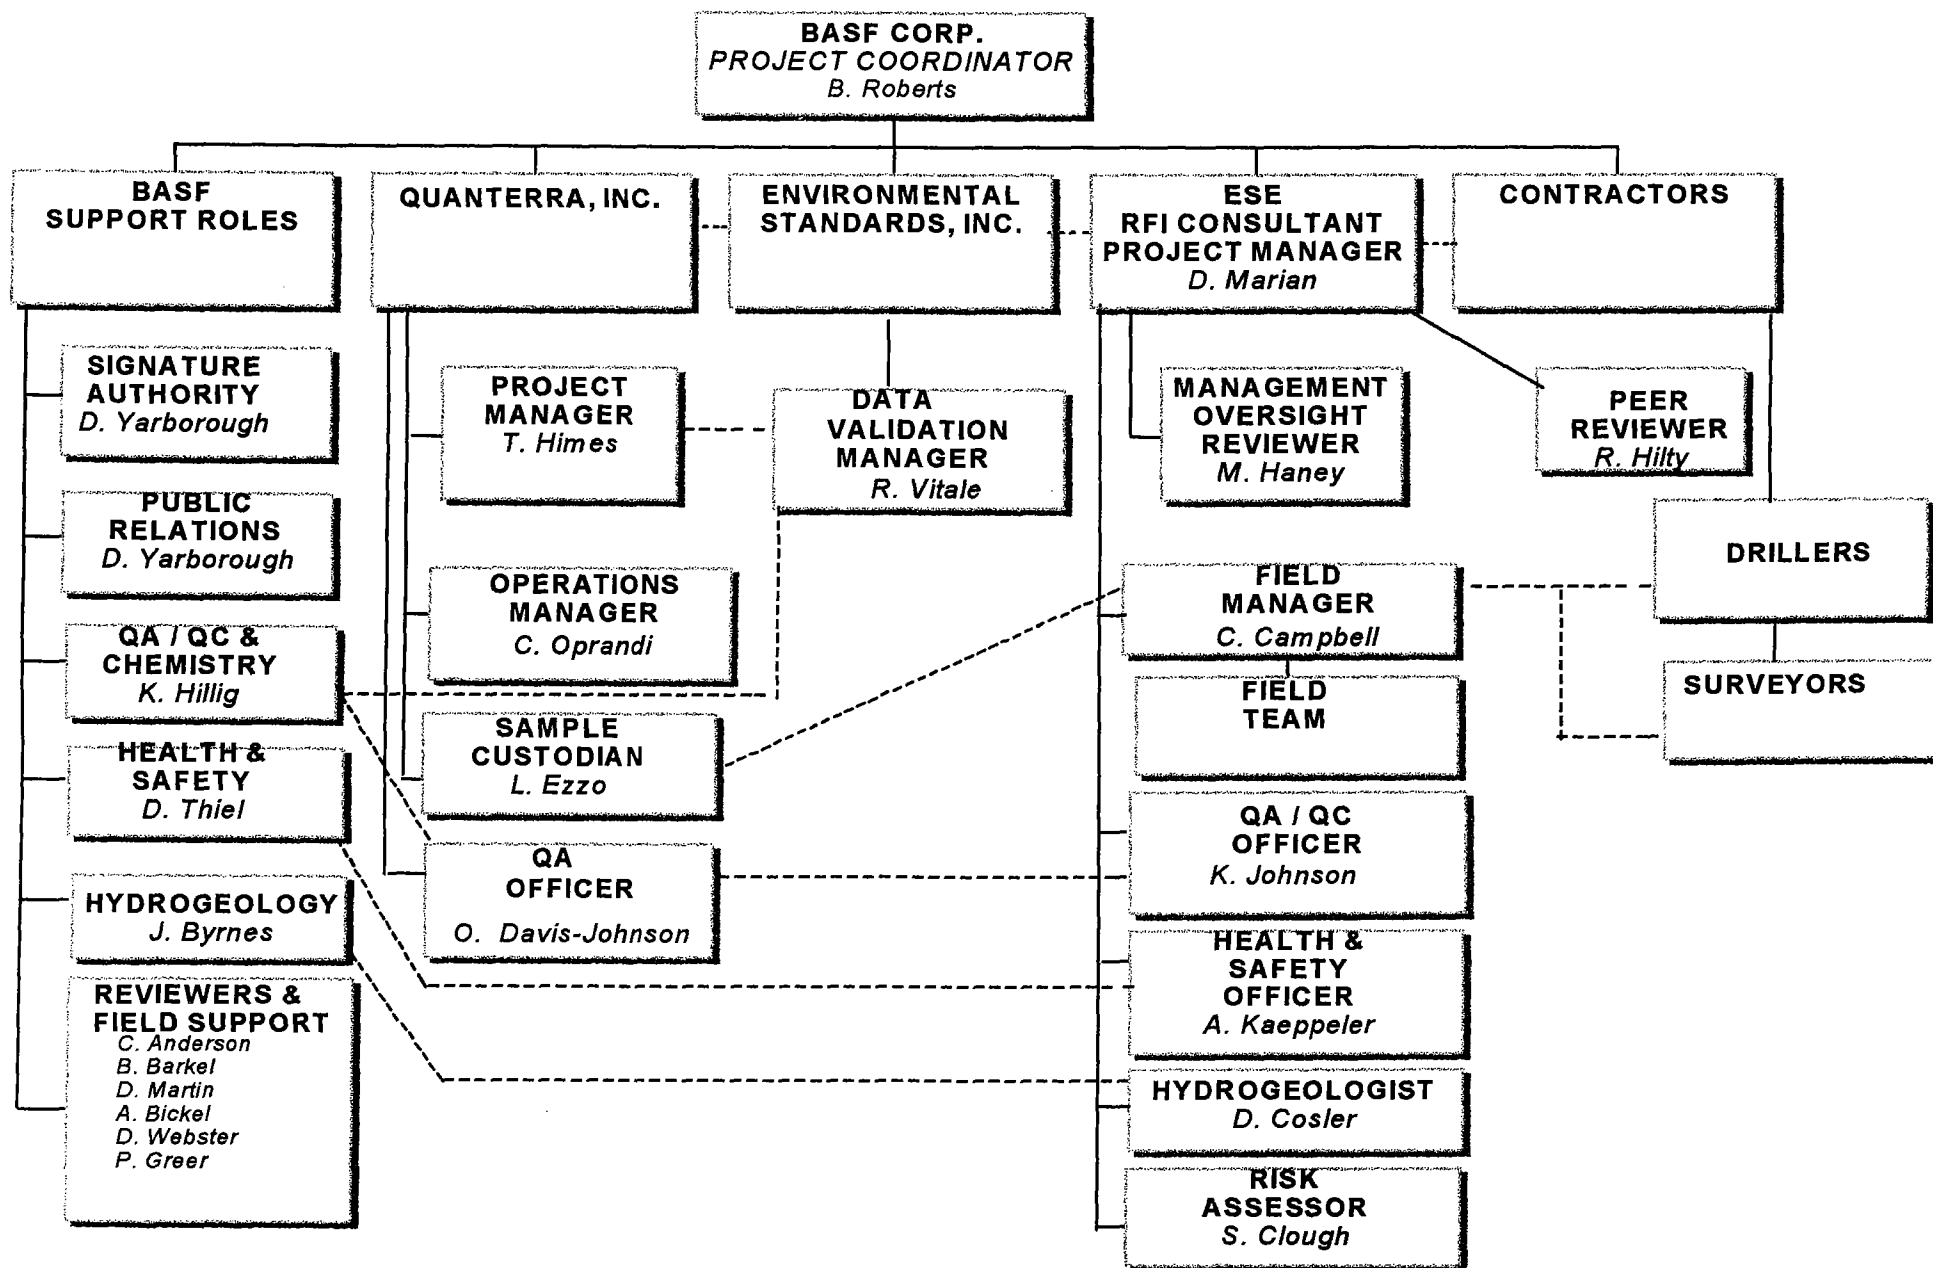 BASF CORP.
PROJECT COORDINATOR
B. Roberts
BASF
SUPPORT ROLES
QUANTERRA, INC.
ENVIRONMENTAL
STANDARDS, INC.
ESE
RFI CONSULTANT
PROJECT MANAGER
D. Marian
CONTRACTORS
SIGNATURE
AUTHORITY
D. Yarborough
PUBLIC
RELATIONS
D. Yarborough
QA / QC &
CHEMISTRY
K. Hillig
HEALTH &
SAFETY
D. Thiel
HYDROGEOLOGY
J. Byrnes
REVIEWERS &
FIELD SUPPORT
C. Anderson
B. Barkel
D. Martin
A. Bickel
D. Webster
P. Greer
PROJECT
MANAGER
T. Himes
OPERATIONS
MANAGER
C. Oprandi
SAMPLE
CUSTODIAN
L. Ezzo
QA
OFFICER
O. Davis-Johnson
DATA
VALIDATION
MANAGER
R. Vitale
MANAGEMENT
OVERSIGHT
REVIEWER
M. Haney
PEER
REVIEWER
R. Hilty
FIELD
MANAGER
C. Campbell
FIELD
TEAM
QA / QC
OFFICER
K. Johnson
HEALTH &
SAFETY
OFFICER
A. Kaeppeler
HYDROGEOLOGIST
D. Cosler
RISK
ASSESSOR
S. Clough
DRILLERS
SURVEYORS